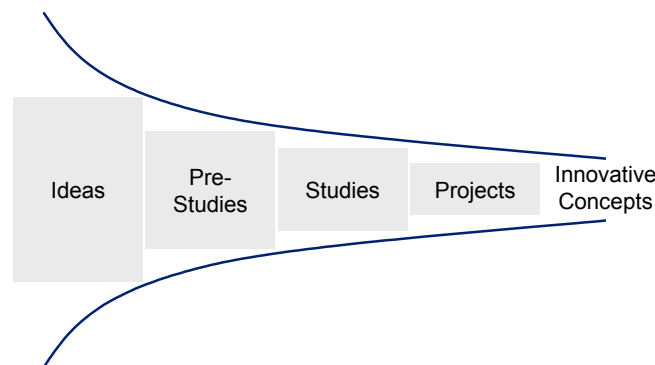 Ideas
Pre-
Studies
Studies
Projects
Innovative
Concepts